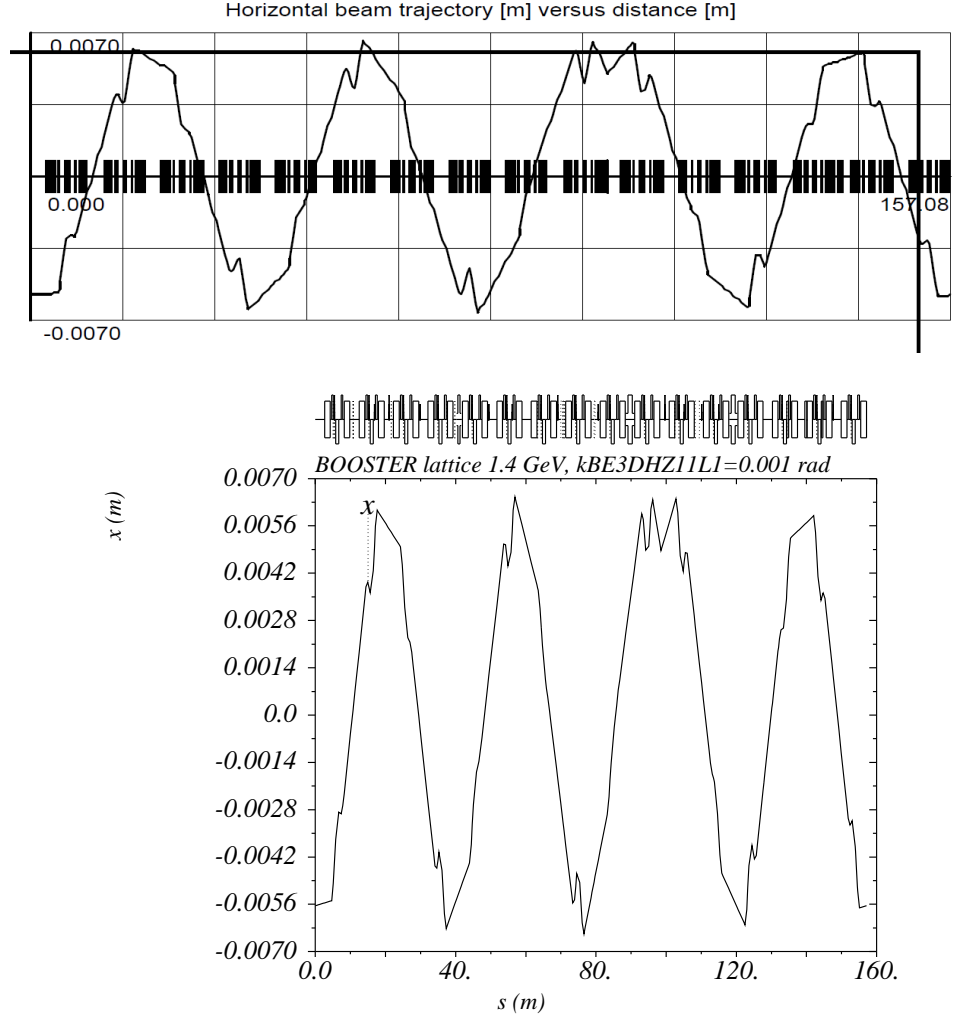 Horizontal beam trajectory [m] versus distance [m]
0.0070
0.000
157.08
-0.0070
BOOSTER lattice 1.4 GeV, kBE3DHZ11L1=0.001 rad
0.0070
x
0.0056
0.0042
0.0028
0.0014
0.0
-0.0014
-0.0028
-0.0042
-0.0056
-0.0070
x (m)
0.0 40. 80. 120. 160.
s (m)